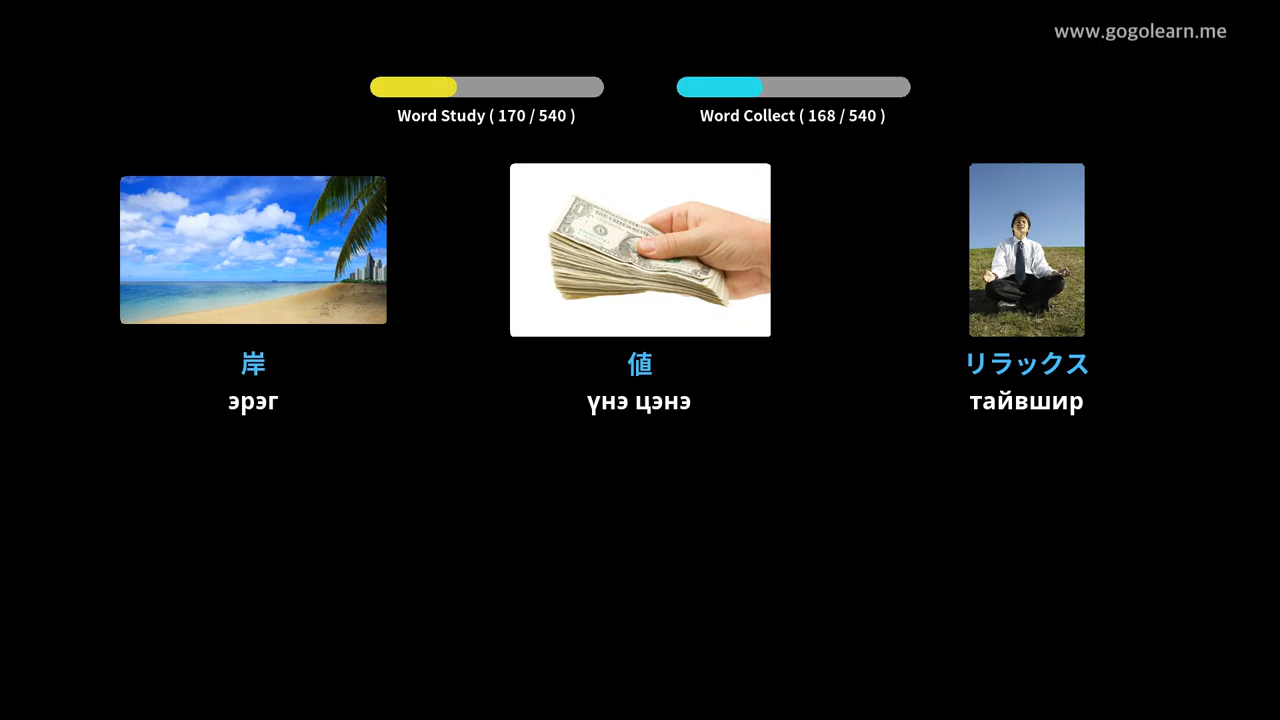 www.gogolearn.me
Word Study ( 170 / 540 )
Word Collect ( 168 / 540 )
岸
値
リラックス
эрэг
үнэ цэнэ
тайвшир